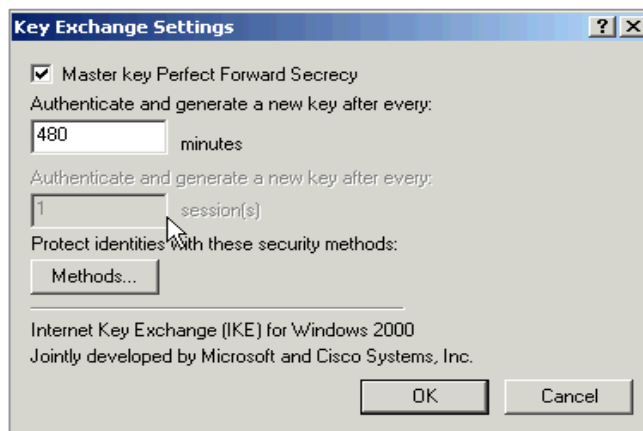 Key Exchange Settings
Master key Perfect Forward Secrecy
Authenticate and generate a new key after every:
480 minutes
Authenticate and generate a new key after every:
1 session(s)
Protect identities with these security methods:
Methods...
Internet Key Exchange (IKE) for Windows 2000
Jointly developed by Microsoft and Cisco Systems, Inc.
OK Cancel